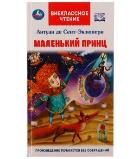 ВНЕКЛАССНОЕ
ЧТЕНИЕ
Антуан де Сент-Экзюпери
МАЛЕНЬКИЙ ПРИНЦ
ПРОИЗВЕДЕНИЕ ПЕЧАТАЕТСЯ БЕЗ СОКРАЩЕНИЙ